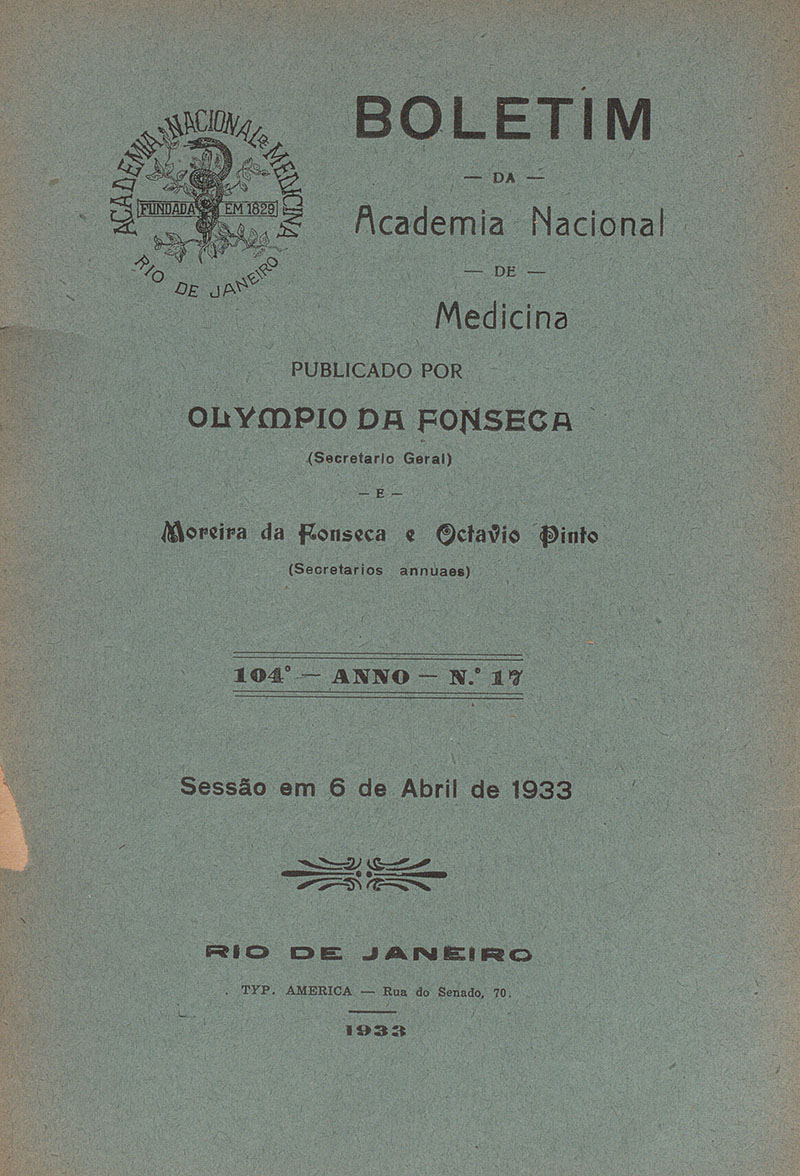 ACADEMIA NACIONAL DE MEDICINA
FUNDADA EM 1829
RIO DE JANEIRO
BOLETIM
— DA —
Academia Nacional
— DE —
Medicina
PUBLICADO POR
OLYMPIO DA FONSECA
(Secretario Geral)
— E —
Moreira da Fonseca e Octavio Pinto
(Secretarios annuaes)
104º — ANNO — N.º 17
Sessão em 6 de Abril de 1933
RIO DE JANEIRO
TYP. AMERICA — Rua do Senado, 70.
1933